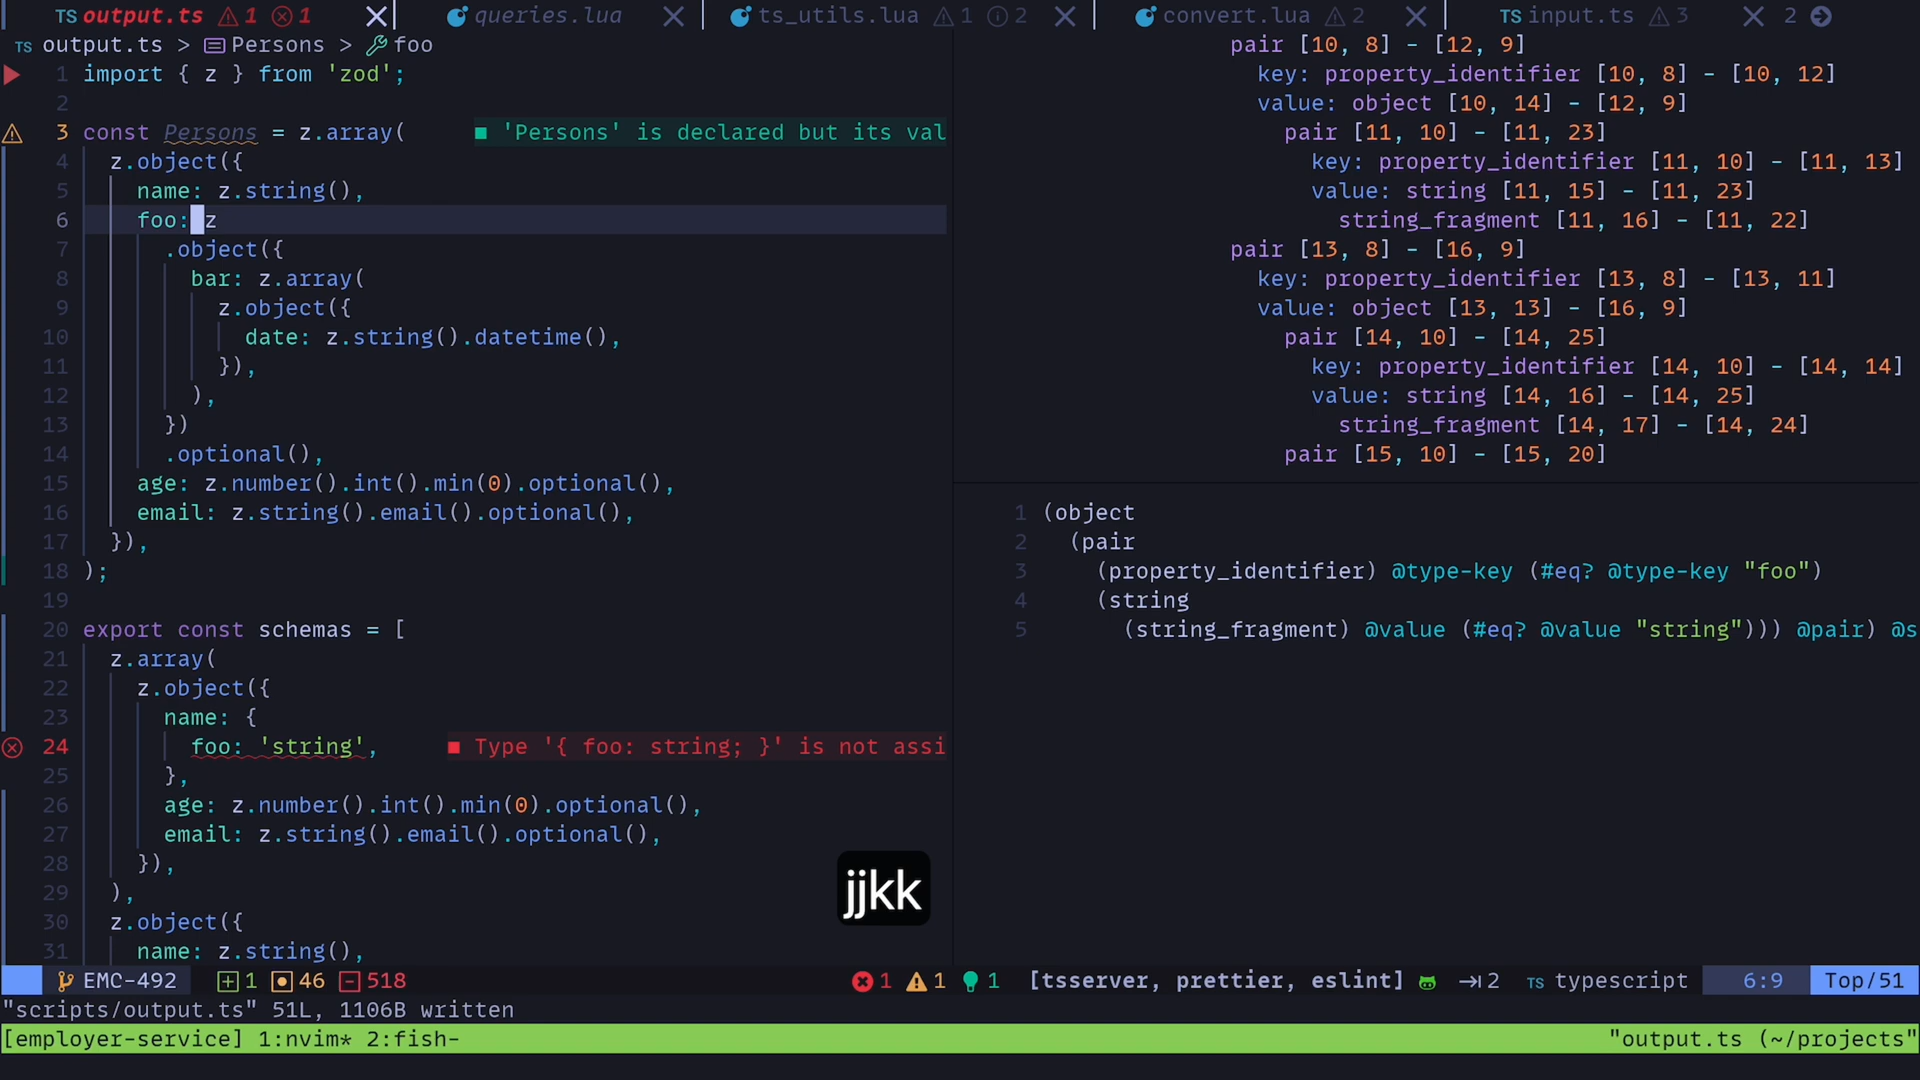 TS output.ts 1 1 queries.lua ts_utils.lua 1 2 convert.lua 2 TS input.ts 3 2
TS output.ts > Persons > foo
1 import { z } from 'zod';
2
3 const Persons = z.array( ■ 'Persons' is declared but its val
4 z.object({
5 name: z.string(),
6 foo: z
7 .object({
8 bar: z.array(
9 z.object({
10 date: z.string().datetime(),
11 }),
12 ),
13 })
14 .optional(),
15 age: z.number().int().min(0).optional(),
16 email: z.string().email().optional(),
17 }),
18 );
19
20 export const schemas = [
21 z.array(
22 z.object({
23 name: {
24 foo: 'string', ■ Type '{ foo: string; }' is not assi
25 },
26 age: z.number().int().min(0).optional(),
27 email: z.string().email().optional(),
28 }),
29 ),
30 z.object({
31 name: z.string(),
pair [10, 8] - [12, 9]
key: property_identifier [10, 8] - [10, 12]
value: object [10, 14] - [12, 9]
pair [11, 10] - [11, 23]
key: property_identifier [11, 10] - [11, 13]
value: string [11, 15] - [11, 23]
string_fragment [11, 16] - [11, 22]
pair [13, 8] - [16, 9]
key: property_identifier [13, 8] - [13, 11]
value: object [13, 13] - [16, 9]
pair [14, 10] - [14, 25]
key: property_identifier [14, 10] - [14, 14]
value: string [14, 16] - [14, 25]
string_fragment [14, 17] - [14, 24]
pair [15, 10] - [15, 20]
1 (object
2 (pair
3 (property_identifier) @type-key (#eq? @type-key "foo")
4 (string
5 (string_fragment) @value (#eq? @value "string"))) @pair) @s
jjkk
EMC-492 1 46 518 1 1 1 [tsserver, prettier, eslint] 2 TS typescript 6:9 Top/51
"scripts/output.ts" 51L, 1106B written
[employer-service] 1:nvim* 2:fish- "output.ts (~/projects"